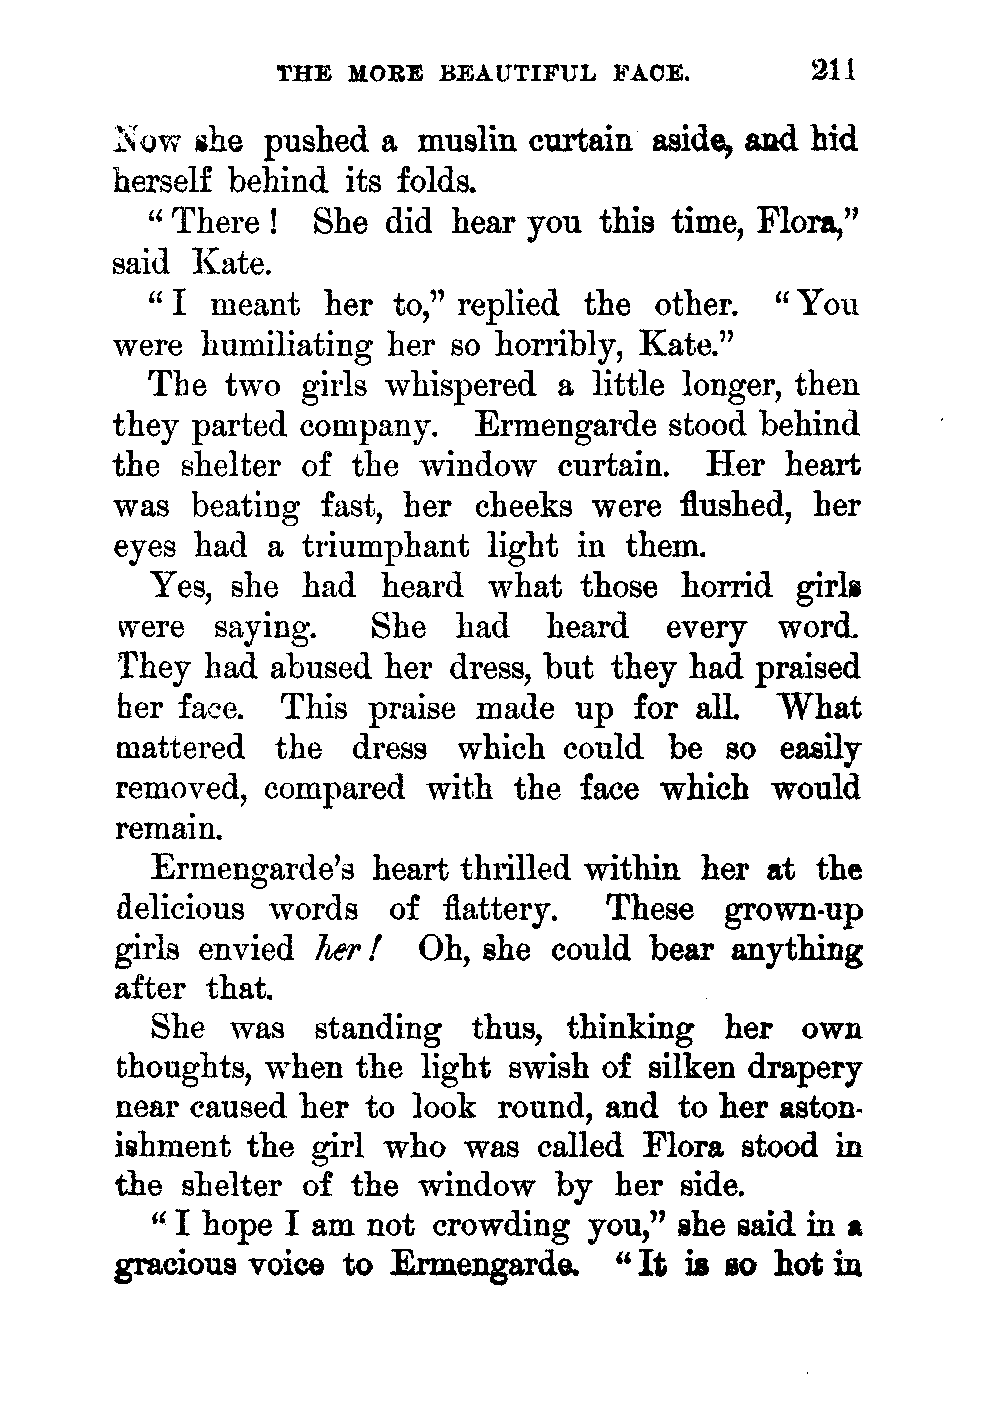 THE MORE BEAUTIFUL FACE. 211
Now she pushed a muslin curtain aside, and hid
herself behind its folds.
“There! She did hear you this time, Flora,”
said Kate.
“I meant her to,” replied the other. “You
were humiliating her so horribly, Kate.”
The two girls whispered a little longer, then
they parted company. Ermengarde stood behind
the shelter of the window curtain. Her heart
was beating fast, her cheeks were flushed, her
eyes had a triumphant light in them.
Yes, she had heard what those horrid girls
were saying. She had heard every word.
They had abused her dress, but they had praised
her face. This praise made up for all. What
mattered the dress which could be so easily
removed, compared with the face which would
remain.
Ermengarde’s heart thrilled within her at the
delicious words of flattery. These grown-up
girls envied her! Oh, she could bear anything
after that.
She was standing thus, thinking her own
thoughts, when the light swish of silken drapery
near caused her to look round, and to her aston-
ishment the girl who was called Flora stood in
the shelter of the window by her side.
“I hope I am not crowding you,” she said in a
gracious voice to Ermengarde. “It is so hot in